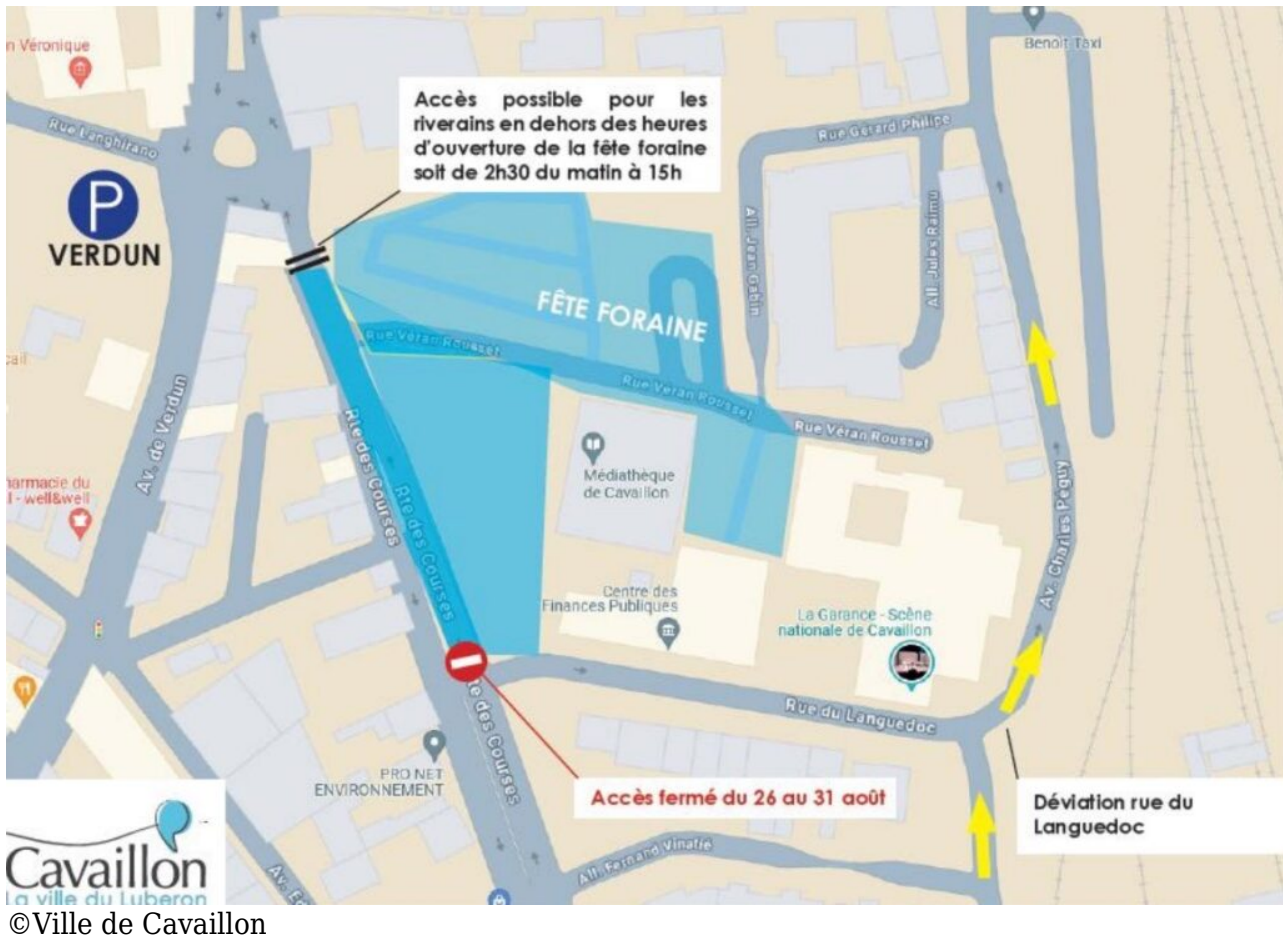 n Véronique
Benoit Taxi
Accès possible pour les
riverains en dehors des heures
d'ouverture de la fête foraine
soit de 2h30 du matin à 15h
Rue Langhirano
Rue Gérard Philipe
P
VERDUN
All. Jean Gabin
All. Jules Raimu
FÊTE FORAINE
Rue Véran Rousset
Rue Véran Rousset
Rue Véran Rousset
Av. de Verdun
Rte des Courses
Rte des Courses
Médiathèque
de Cavaillon
harmacie du
l - well&well
Av. Charles Péguy
Centre des
Finances Publiques
La Garance - Scène
nationale de Cavaillon
Rue du Languedoc
Rte des Courses
PRO NET
ENVIRONNEMENT
Accès fermé du 26 au 31 août
Déviation rue du
Languedoc
All. Fernand Vinatié
Cavaillon
La ville du Luberon
©Ville de Cavaillon